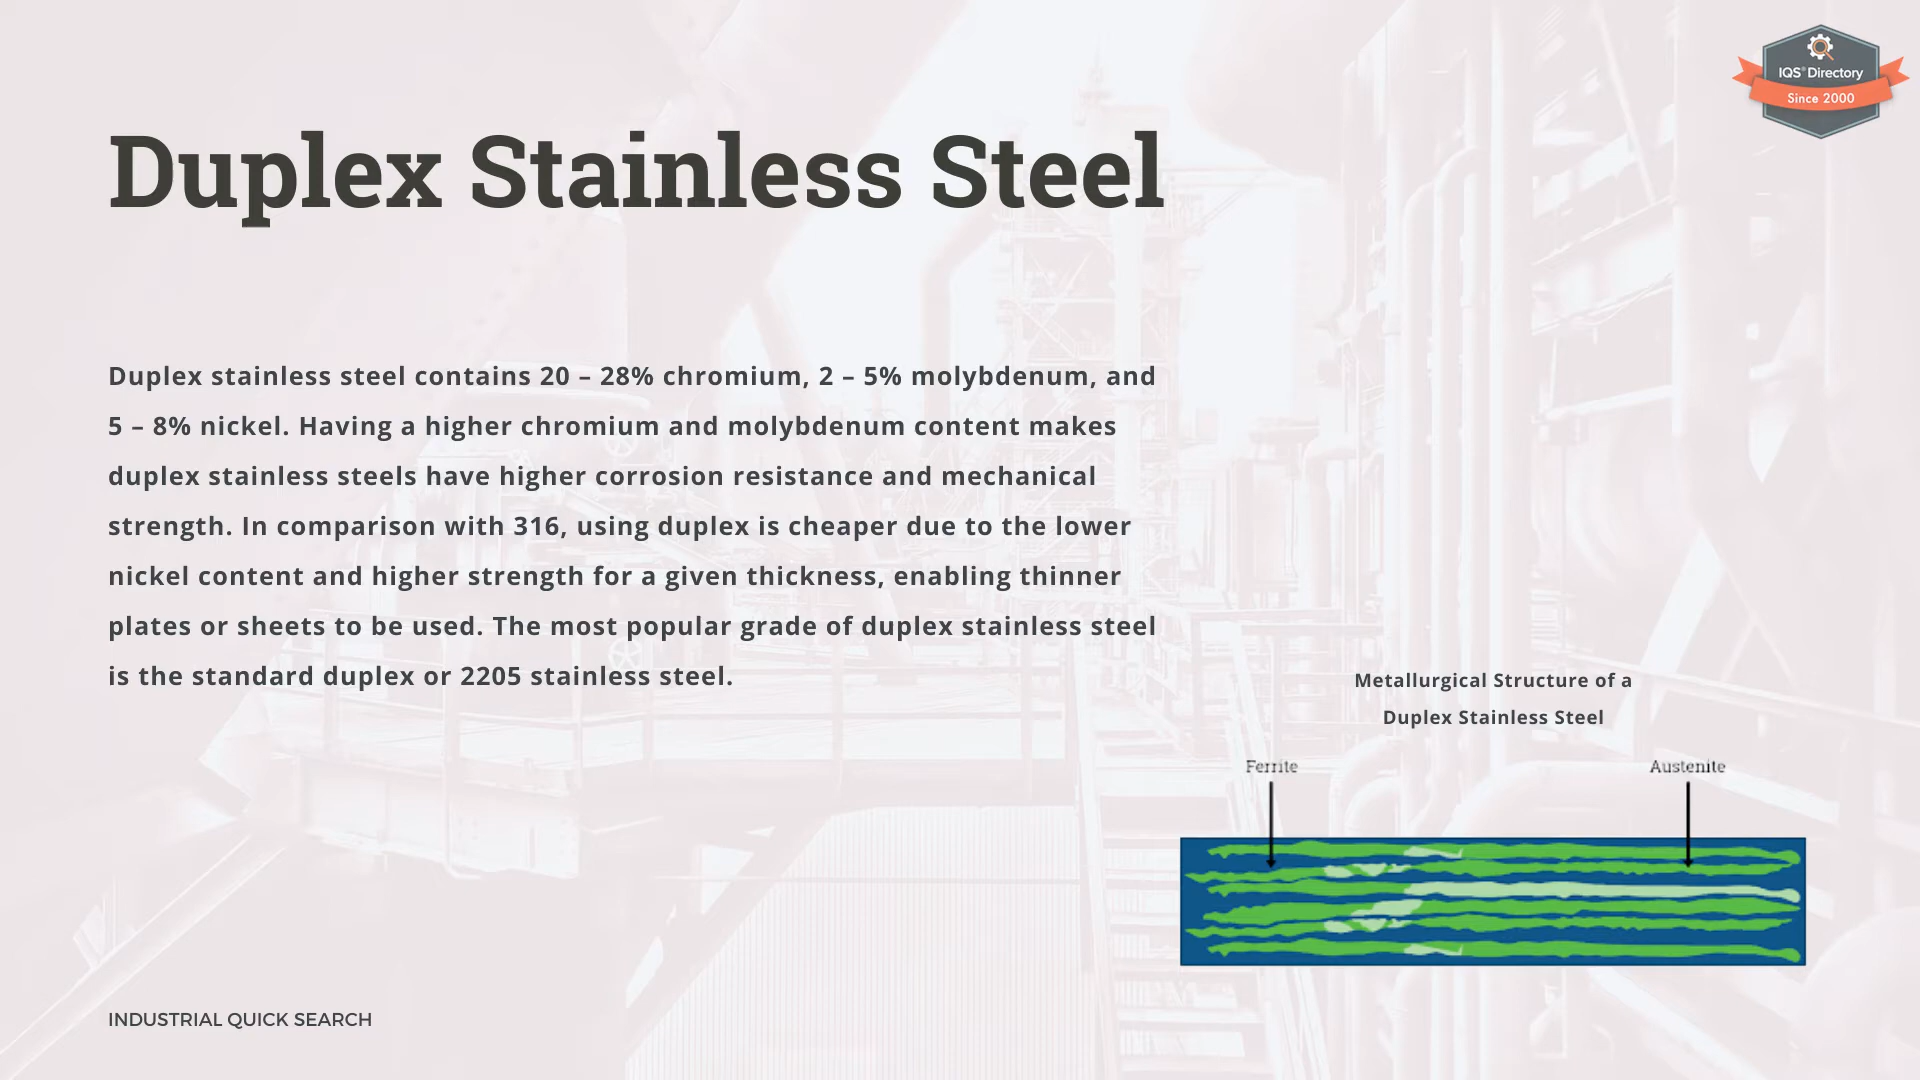 IQS® Directory
Since 2000
Duplex Stainless Steel
Duplex stainless steel contains 20 – 28% chromium, 2 – 5% molybdenum, and
5 – 8% nickel. Having a higher chromium and molybdenum content makes
duplex stainless steels have higher corrosion resistance and mechanical
strength. In comparison with 316, using duplex is cheaper due to the lower
nickel content and higher strength for a given thickness, enabling thinner
plates or sheets to be used. The most popular grade of duplex stainless steel
is the standard duplex or 2205 stainless steel.
Metallurgical Structure of a
Duplex Stainless Steel
Ferrite
Austenite
INDUSTRIAL QUICK SEARCH